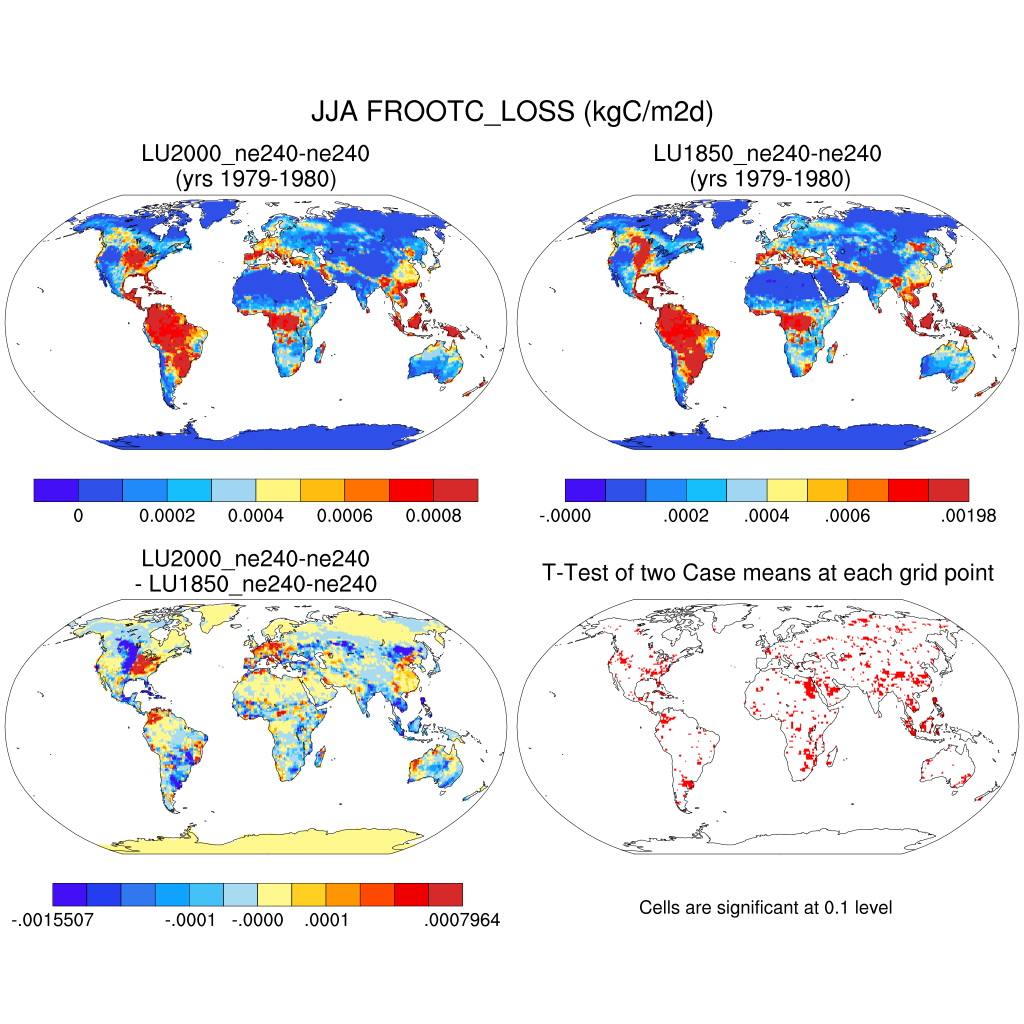 JJA FROOTC_LOSS (kgC/m2d)
LU2000_ne240-ne240
(yrs 1979-1980)
LU1850_ne240-ne240
(yrs 1979-1980)
0 0.0002 0.0004 0.0006 0.0008
-.0000 .0002 .0004 .0006 .00198
LU2000_ne240-ne240
- LU1850_ne240-ne240
T-Test of two Case means at each grid point
-.0015507 -.0001 -.0000 .0001 .0007964
Cells are significant at 0.1 level